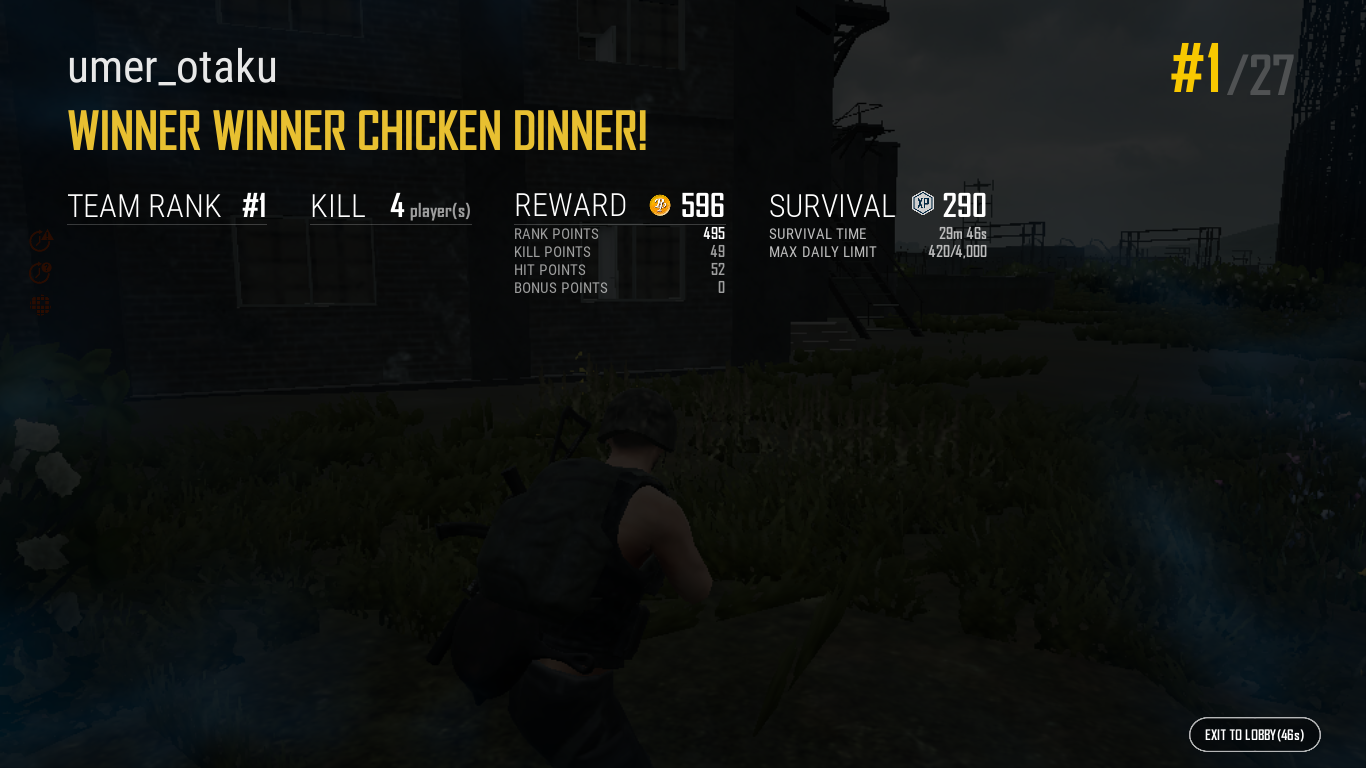 umer_otaku
#1/27
WINNER WINNER CHICKEN DINNER!
TEAM RANK #1
KILL 4 player(s)
REWARD 596
RANK POINTS 495
KILL POINTS 49
HIT POINTS 52
BONUS POINTS 0
SURVIVAL XP 290
SURVIVAL TIME 29m 46s
MAX DAILY LIMIT 420/4,000
EXIT TO LOBBY(46s)